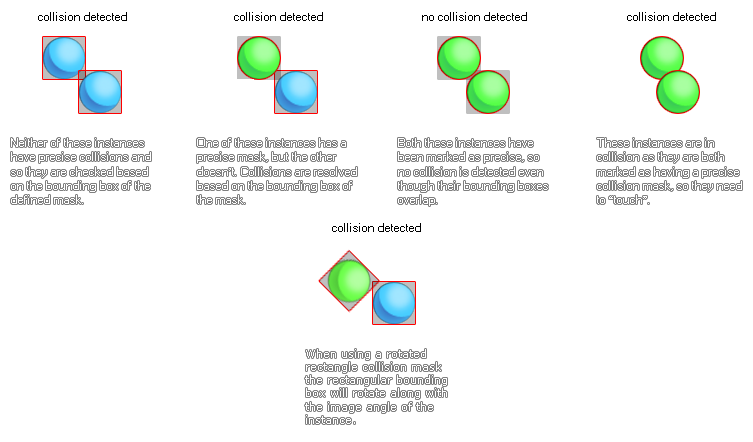 collision detected
Neither of these instances
have precise collisions and
so they are checked based
on the bounding box of the
defined mask.
collision detected
One of these instances has a
precise mask, but the other
doesn't. Collisions are resolved
based on the bounding box of
the mask.
no collision detected
Both these instances have
been marked as precise, so
no collision is detected even
though their bounding boxes
overlap.
collision detected
These instances are in
collision as they are both
marked as having a precise
collision mask, so they need
to "touch".
collision detected
When using a rotated
rectangle collision mask
the rectangular bounding
box will rotate along with
the image angle of the
instance.